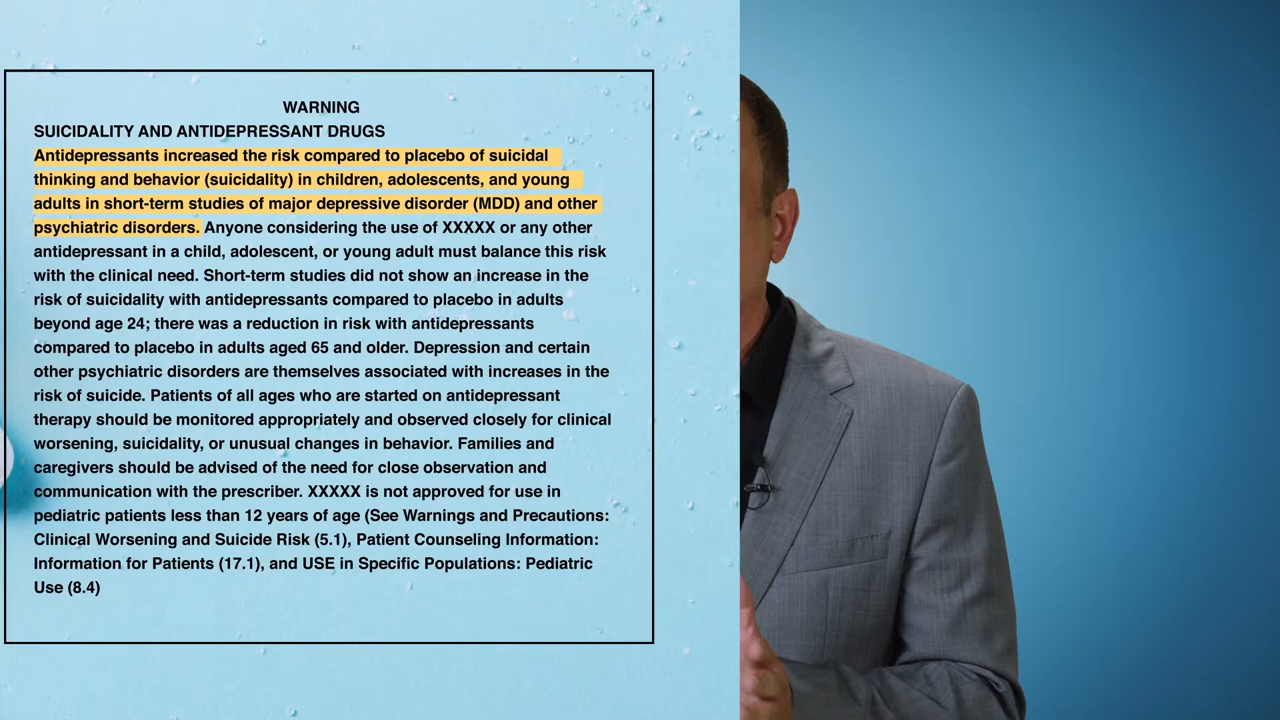 WARNING
SUICIDALITY AND ANTIDEPRESSANT DRUGS
Antidepressants increased the risk compared to placebo of suicidal
thinking and behavior (suicidality) in children, adolescents, and young
adults in short-term studies of major depressive disorder (MDD) and other
psychiatric disorders. Anyone considering the use of XXXXX or any other
antidepressant in a child, adolescent, or young adult must balance this risk
with the clinical need. Short-term studies did not show an increase in the
risk of suicidality with antidepressants compared to placebo in adults
beyond age 24; there was a reduction in risk with antidepressants
compared to placebo in adults aged 65 and older. Depression and certain
other psychiatric disorders are themselves associated with increases in the
risk of suicide. Patients of all ages who are started on antidepressant
therapy should be monitored appropriately and observed closely for clinical
worsening, suicidality, or unusual changes in behavior. Families and
caregivers should be advised of the need for close observation and
communication with the prescriber. XXXXX is not approved for use in
pediatric patients less than 12 years of age (See Warnings and Precautions:
Clinical Worsening and Suicide Risk (5.1), Patient Counseling Information:
Information for Patients (17.1), and USE in Specific Populations: Pediatric
Use (8.4)